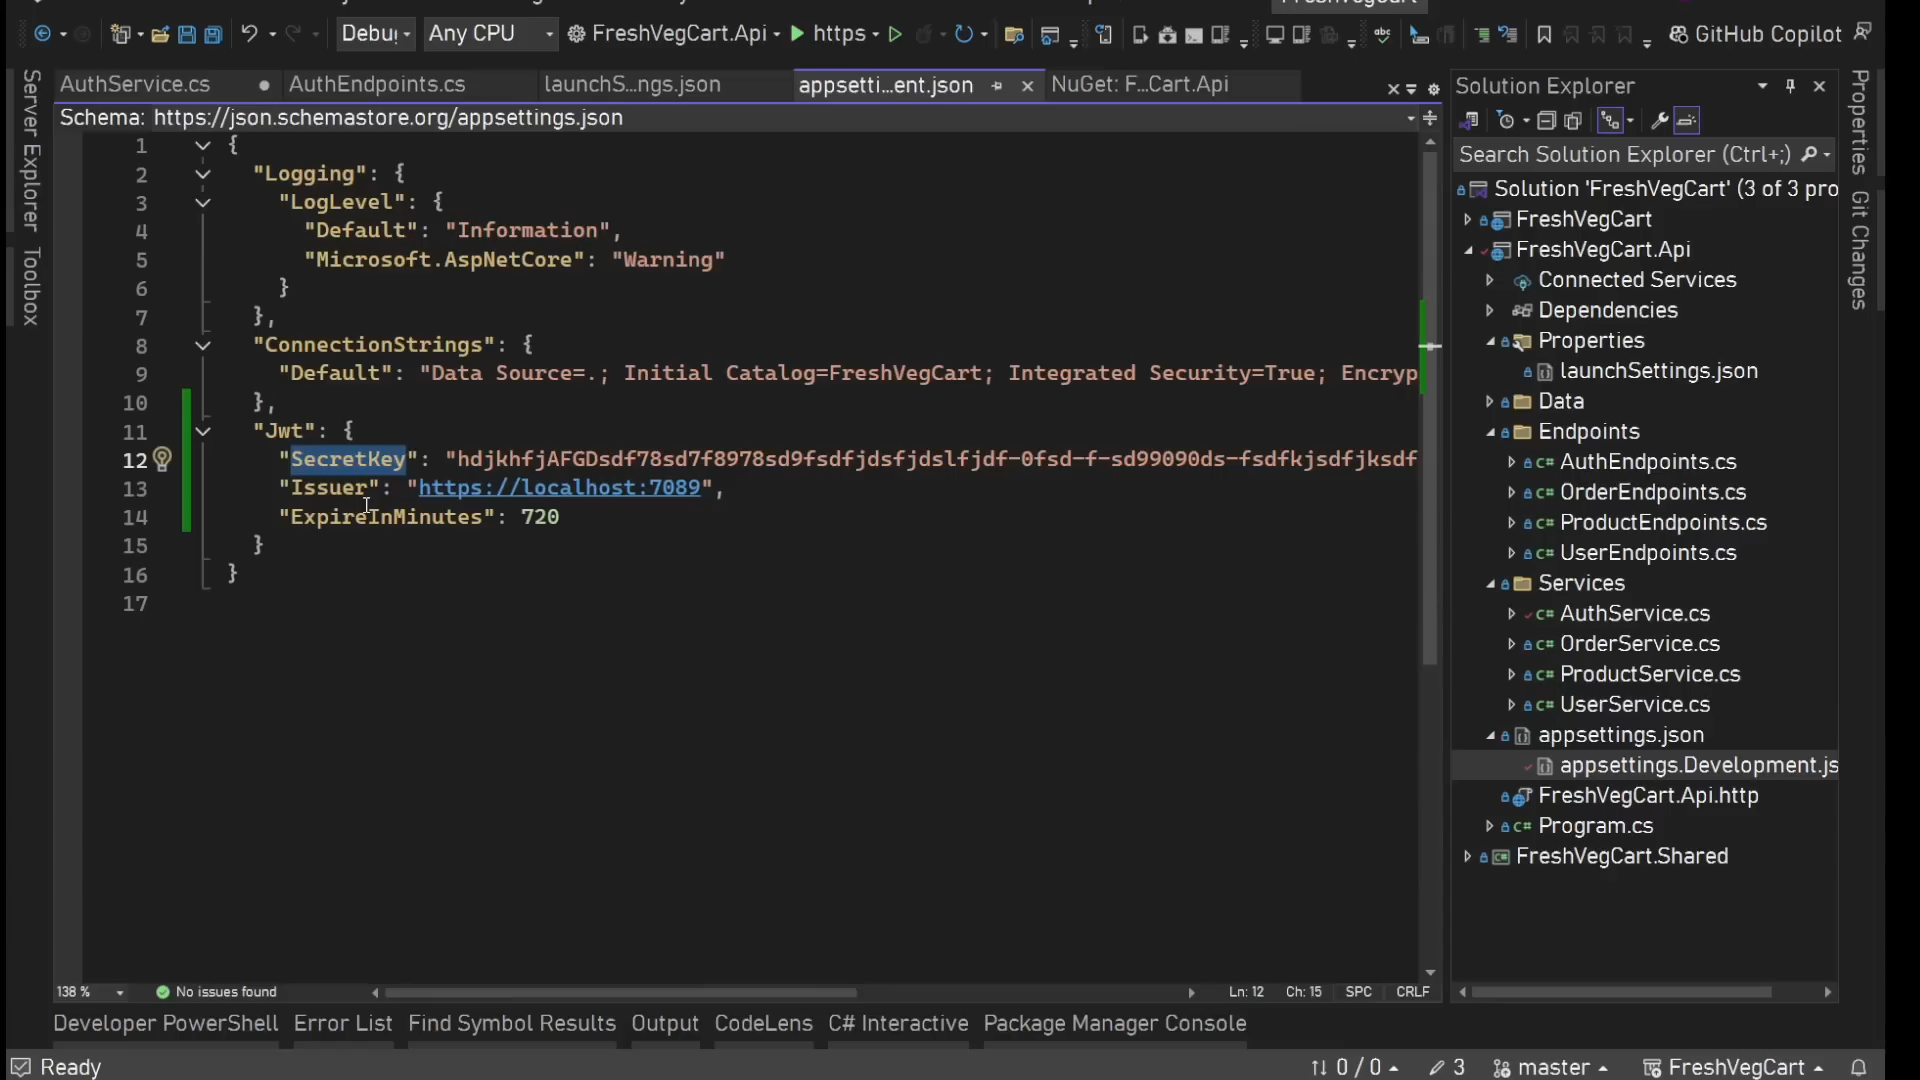 Debug
Any CPU
FreshVegCart.Api
https
GitHub Copilot
AuthService.cs
AuthEndpoints.cs
launchS...ngs.json
appsetti...ent.json
NuGet: F...Cart.Api
Schema: https://json.schemastore.org/appsettings.json
1 {
2 "Logging": {
3 "LogLevel": {
4 "Default": "Information",
5 "Microsoft.AspNetCore": "Warning"
6 }
7 },
8 "ConnectionStrings": {
9 "Default": "Data Source=.; Initial Catalog=FreshVegCart; Integrated Security=True; Encryp
10 },
11 "Jwt": {
12 "SecretKey": "hdjkhfjAFGDsdf78sd7f8978sd9fsdfjdsfjdslfjdf-0fsd-f-sd99090ds-fsdfkjsdfjksdf
13 "Issuer": "https://localhost:7089",
14 "ExpireInMinutes": 720
15 }
16 }
17
138 %
No issues found
Ln: 12
Ch: 15
SPC
CRLF
Server Explorer
Toolbox
Solution Explorer
Search Solution Explorer (Ctrl+;)
Solution 'FreshVegCart' (3 of 3 pro
FreshVegCart
FreshVegCart.Api
Connected Services
Dependencies
Properties
launchSettings.json
Data
Endpoints
AuthEndpoints.cs
OrderEndpoints.cs
ProductEndpoints.cs
UserEndpoints.cs
Services
AuthService.cs
OrderService.cs
ProductService.cs
UserService.cs
appsettings.json
appsettings.Development.js
FreshVegCart.Api.http
Program.cs
FreshVegCart.Shared
Properties
Git Changes
Developer PowerShell
Error List
Find Symbol Results
Output
CodeLens
C# Interactive
Package Manager Console
Ready
0 / 0
3
master
FreshVegCart